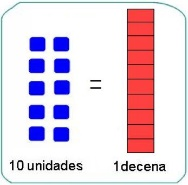 =
10 unidades 1decena